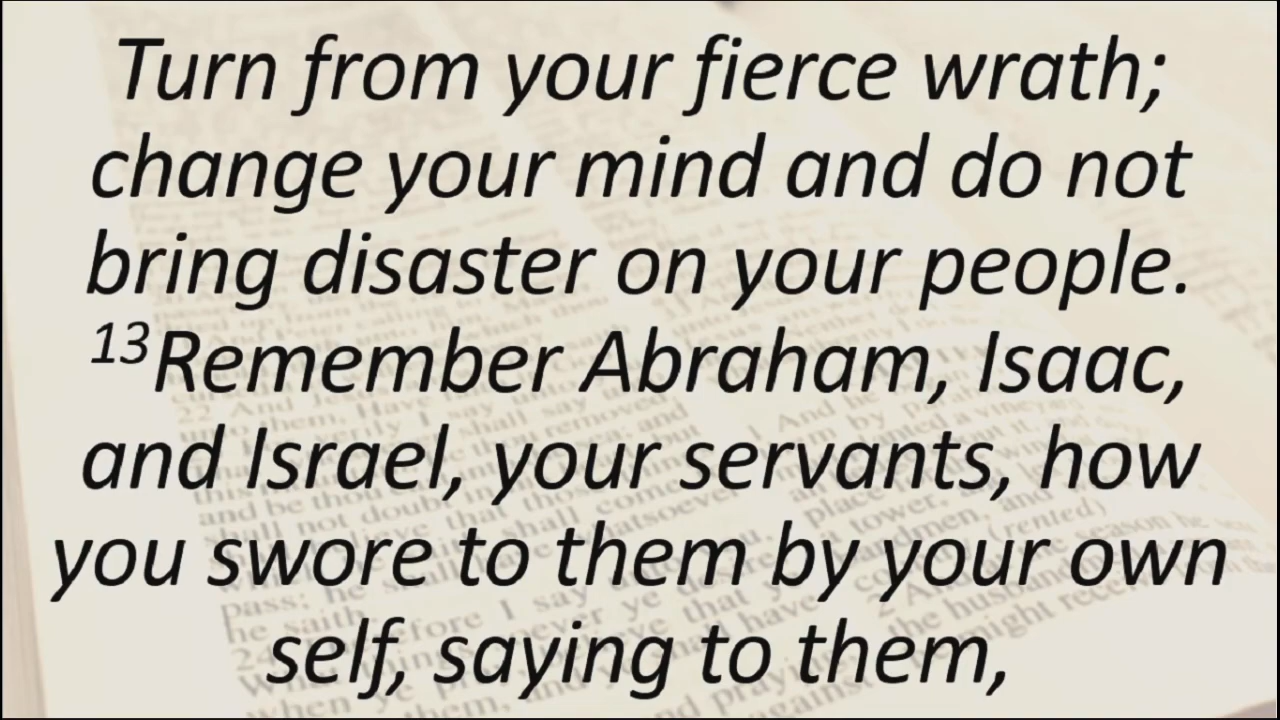 Turn from your fierce wrath;
change your mind and do not
bring disaster on your people.
13Remember Abraham, Isaac,
and Israel, your servants, how
you swore to them by your own
self, saying to them,